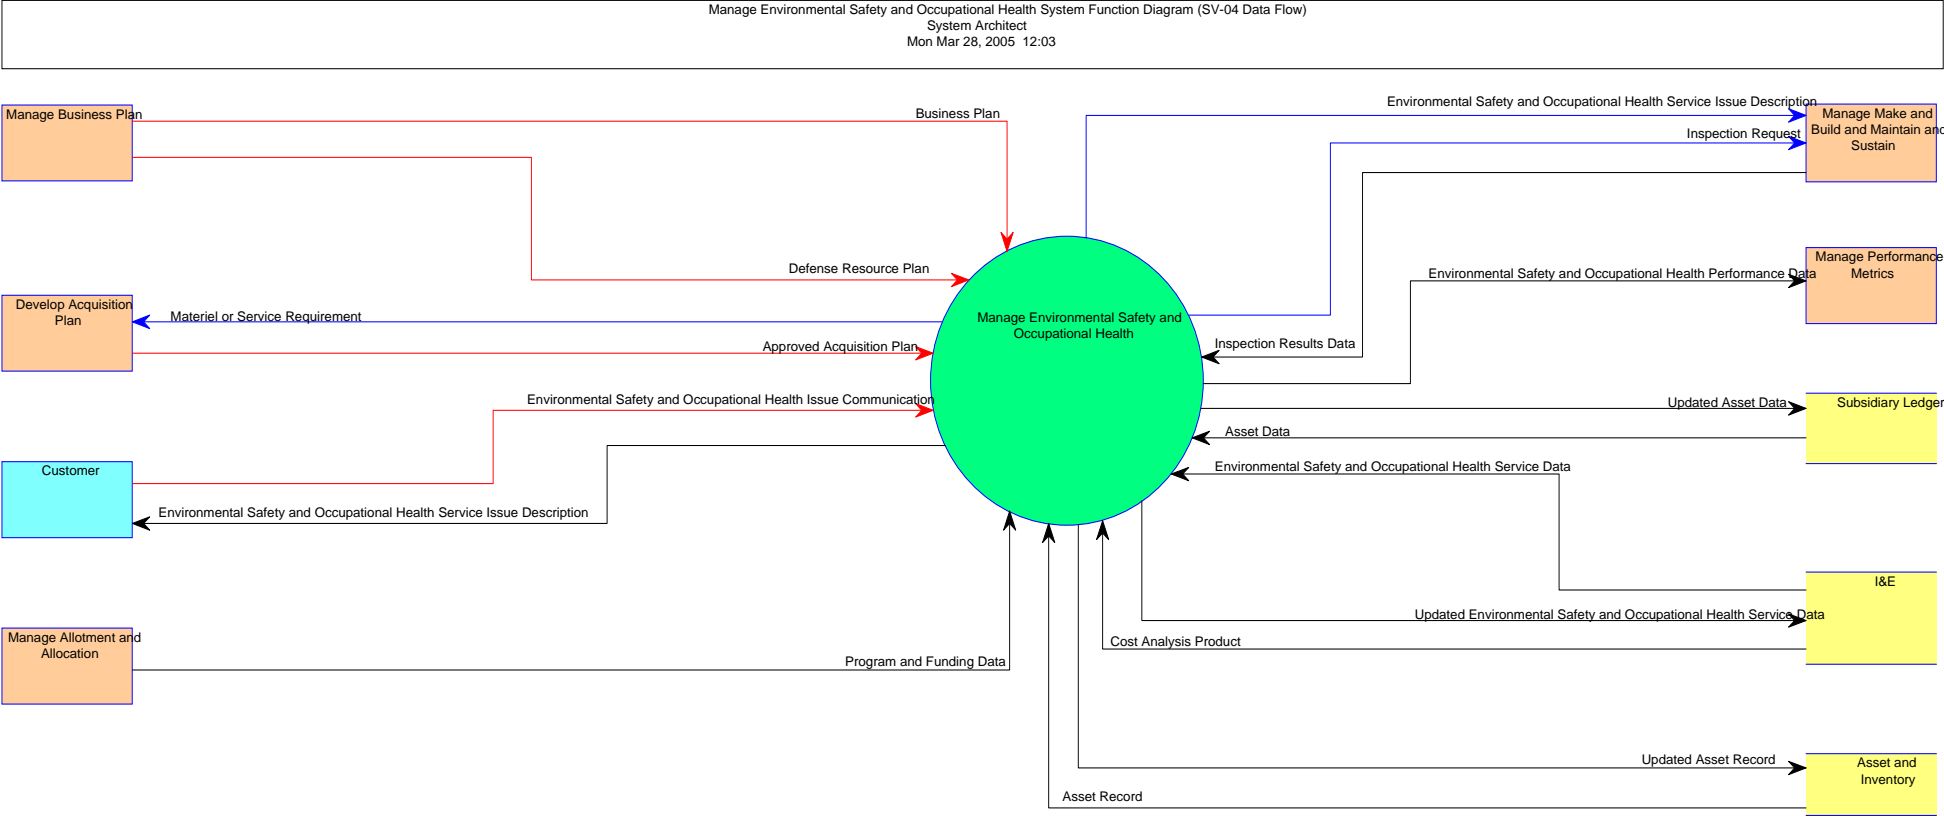 Manage Environmental Safety and Occupational Health System Function Diagram (SV-04 Data Flow)
System Architect
Mon Mar 28, 2005 12:03
Manage Business Plan
Business Plan
Environmental Safety and Occupational Health Service Issue Description
Manage Make and
Build and Maintain and
Sustain
Inspection Request
Defense Resource Plan
Environmental Safety and Occupational Health Performance Data
Manage Performance
Metrics
Develop Acquisition
Plan
Materiel or Service Requirement
Manage Environmental Safety and
Occupational Health
Approved Acquisition Plan
Inspection Results Data
Environmental Safety and Occupational Health Issue Communication
Updated Asset Data
Subsidiary Ledger
Asset Data
Customer
Environmental Safety and Occupational Health Service Data
Environmental Safety and Occupational Health Service Issue Description
I&E
Updated Environmental Safety and Occupational Health Service Data
Cost Analysis Product
Manage Allotment and
Allocation
Program and Funding Data
Updated Asset Record
Asset and
Inventory
Asset Record